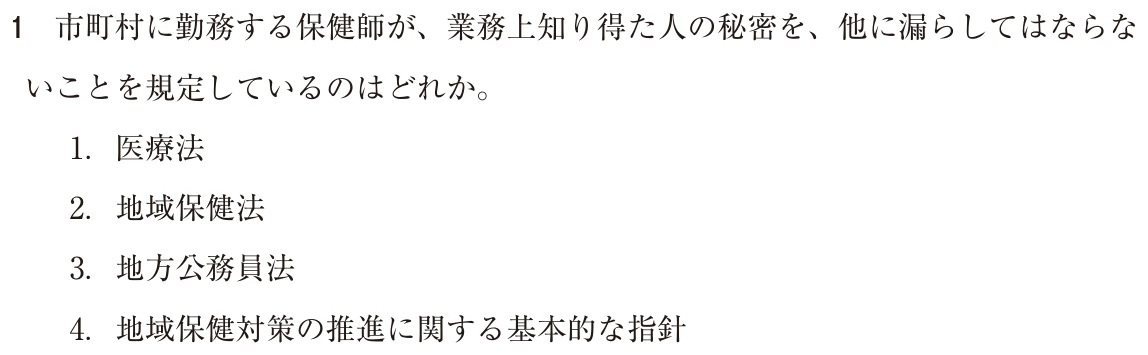 1 市町村に勤務する保健師が、業務上知り得た人の秘密を、他に漏らしてはならな
いことを規定しているのはどれか。
1. 医療法
2. 地域保健法
3. 地方公務員法
4. 地域保健対策の推進に関する基本的な指針